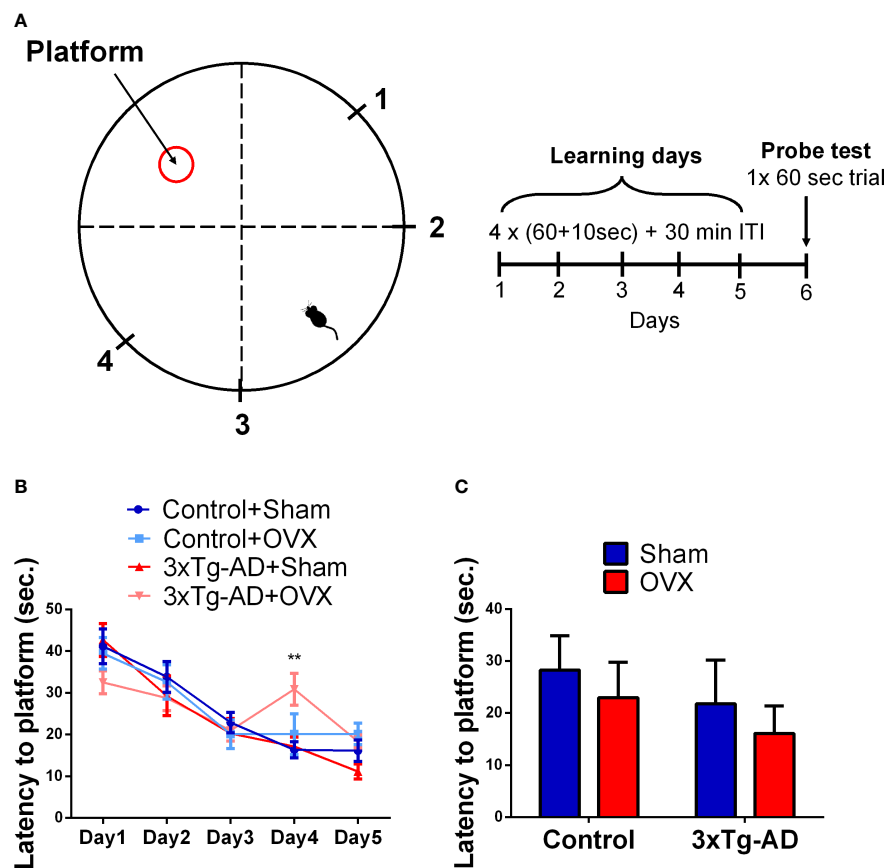 A
Platform
1
2
3
4
Learning days
4 x (60+10sec) + 30 min ITI
1 2 3 4 5 6
Days
Probe test
1x 60 sec trial
B
Control+Sham
Control+OVX
3xTg-AD+Sham
3xTg-AD+OVX
Latency to platform (sec.)
50
40
30
20
10
0
**
Day1 Day2 Day3 Day4 Day5
C
Sham
OVX
Latency to platform (sec.)
40
30
20
10
0
Control 3xTg-AD